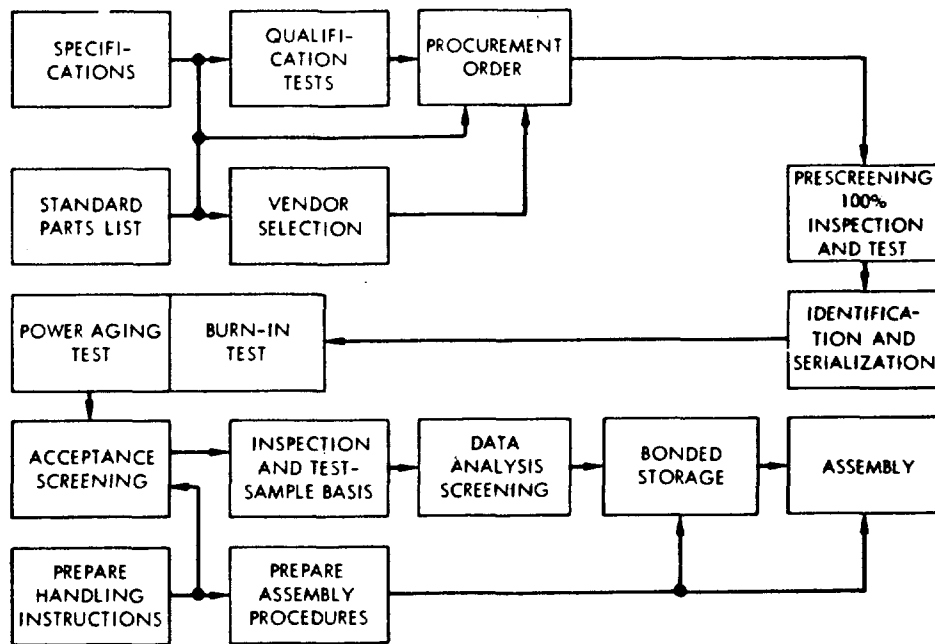 SPECIFI-
CATIONS
QUALIFI-
CATION
TESTS
PROCUREMENT
ORDER
STANDARD
PARTS LIST
VENDOR
SELECTION
PRESCREENING
100%
INSPECTION
AND TEST
POWER AGING
TEST
BURN-IN
TEST
IDENTIFICA-
TION AND
SERIALIZATION
ACCEPTANCE
SCREENING
INSPECTION
AND TEST-
SAMPLE BASIS
DATA
ANALYSIS
SCREENING
BONDED
STORAGE
ASSEMBLY
PREPARE
HANDLING
INSTRUCTIONS
PREPARE
ASSEMBLY
PROCEDURES